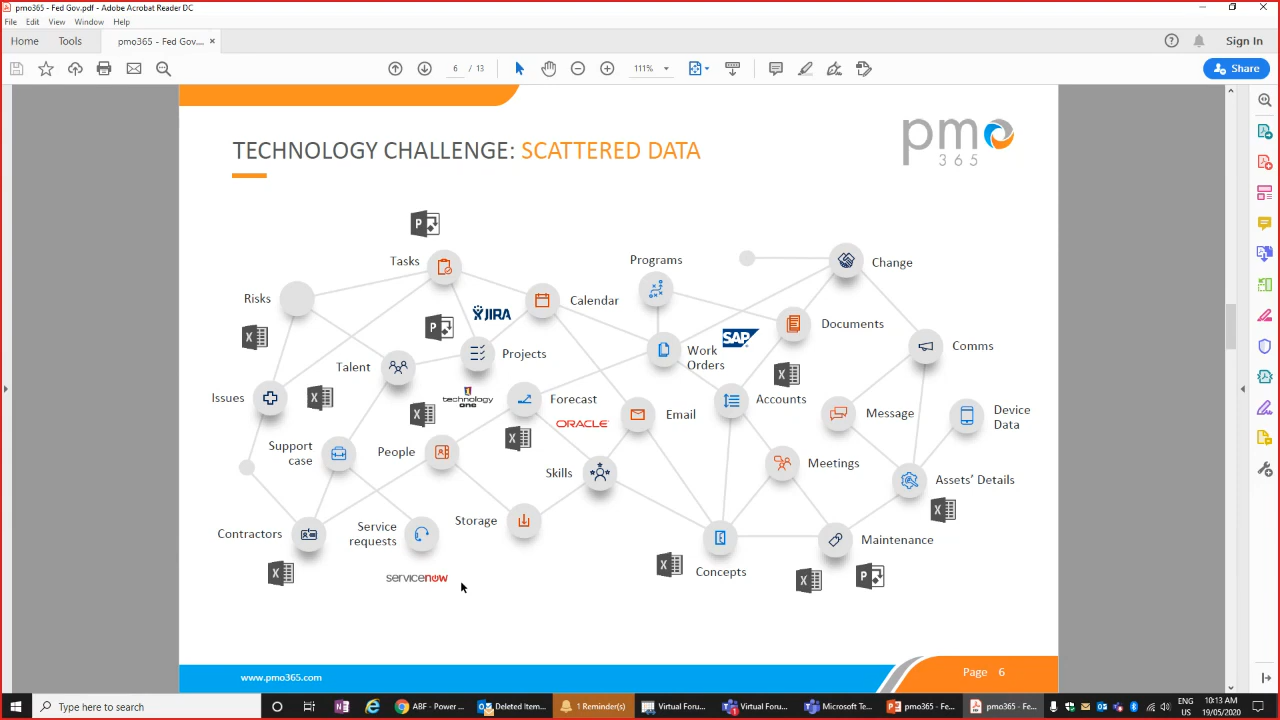 pmo365 - Fed Gov.pdf - Adobe Acrobat Reader DC
File Edit View Window Help
Home Tools pmo365 - Fed Gov.... × Sign In
6 / 13 111% Share
TECHNOLOGY CHALLENGE: SCATTERED DATA
pmo
365
Tasks
Programs
Change
Risks
Calendar
JIRA
Documents
SAP
Projects
Work
Orders
Comms
Talent
Issues
technology
one
Forecast
ORACLE
Email
Accounts
Message
Device
Data
Support
case
People
Skills
Meetings
Assets' Details
Contractors
Service
requests
Storage
Concepts
Maintenance
servicenow
www.pmo365.com
Page 6
Type here to search
ABF - Power ...
Deleted Item...
1 Reminder(s)
Virtual Foru...
Virtual Foru...
Microsoft Te...
pmo365 - Fe...
pmo365 - Fe...
ENG
US
10:13 AM
19/05/2020